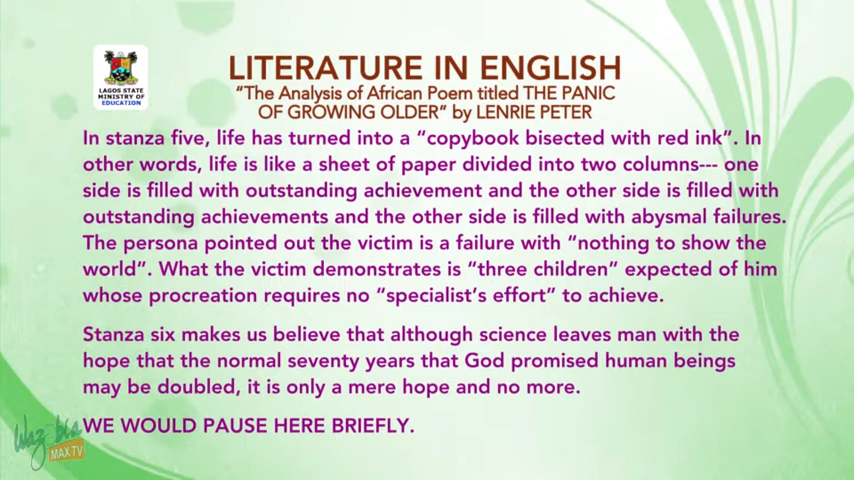 LAGOS STATE
MINISTRY OF
EDUCATION
LITERATURE IN ENGLISH
“The Analysis of African Poem titled THE PANIC
OF GROWING OLDER” by LENRIE PETER
In stanza five, life has turned into a “copybook bisected with red ink”. In
other words, life is like a sheet of paper divided into two columns--- one
side is filled with outstanding achievement and the other side is filled with
outstanding achievements and the other side is filled with abysmal failures.
The persona pointed out the victim is a failure with “nothing to show the
world”. What the victim demonstrates is “three children” expected of him
whose procreation requires no “specialist’s effort” to achieve.
Stanza six makes us believe that although science leaves man with the
hope that the normal seventy years that God promised human beings
may be doubled, it is only a mere hope and no more.
WE WOULD PAUSE HERE BRIEFLY.
Wazobia
MAX TV